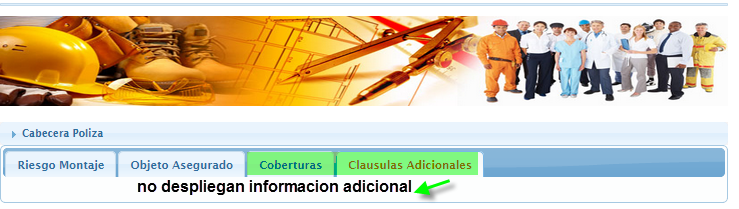 Cabecera Poliza
Riesgo Montaje Objeto Asegurado Coberturas Clausulas Adicionales
no despliegan informacion adicional